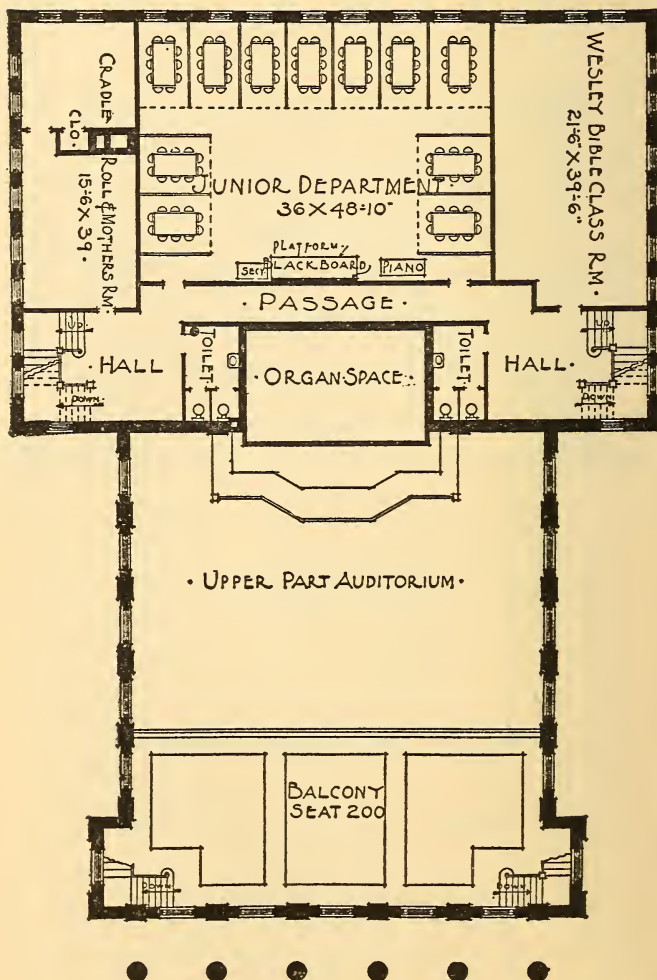 CRADLE ROLL & MOTHERS RM.
15-6 X 39.
CLO.
WESLEY BIBLE CLASS RM.
21-6" X 39-6"
JUNIOR DEPARTMENT.
36 X 48-10"
PLATFORM
SECY
BLACKBOARD
PIANO
· PASSAGE ·
UP
· HALL
DOWN
TOILET
· ORGAN·SPACE·
TOILET
HALL·
UP
DOWN
· UPPER PART AUDITORIUM ·
BALCONY
SEAT 200
DOWN
DOWN